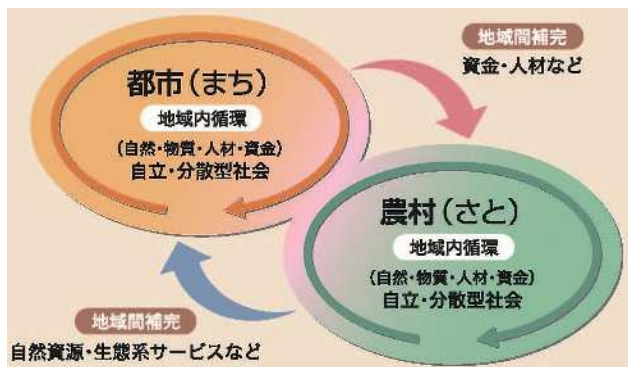 地域間補完
資金・人材など
都市(まち)
地域内循環
(自然・物質・人材・資金)
自立・分散型社会
農村(さと)
地域内循環
(自然・物質・人材・資金)
自立・分散型社会
地域間補完
自然資源・生態系サービスなど